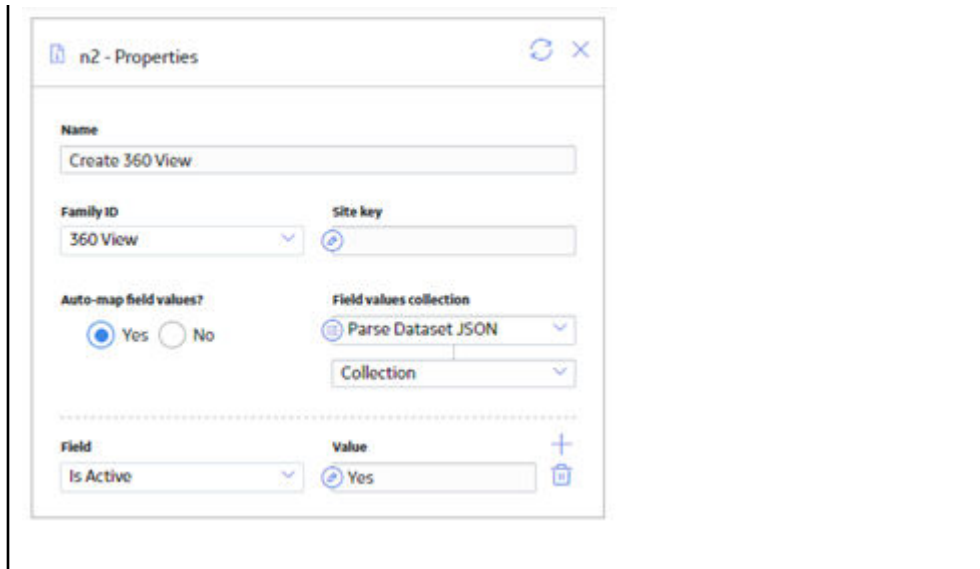 n2 - Properties
Name
Create 360 View
Family ID Site key
360 View
Auto-map field values? Field values collection
Yes No Parse Dataset JSON
Collection
Field Value
Is Active Yes